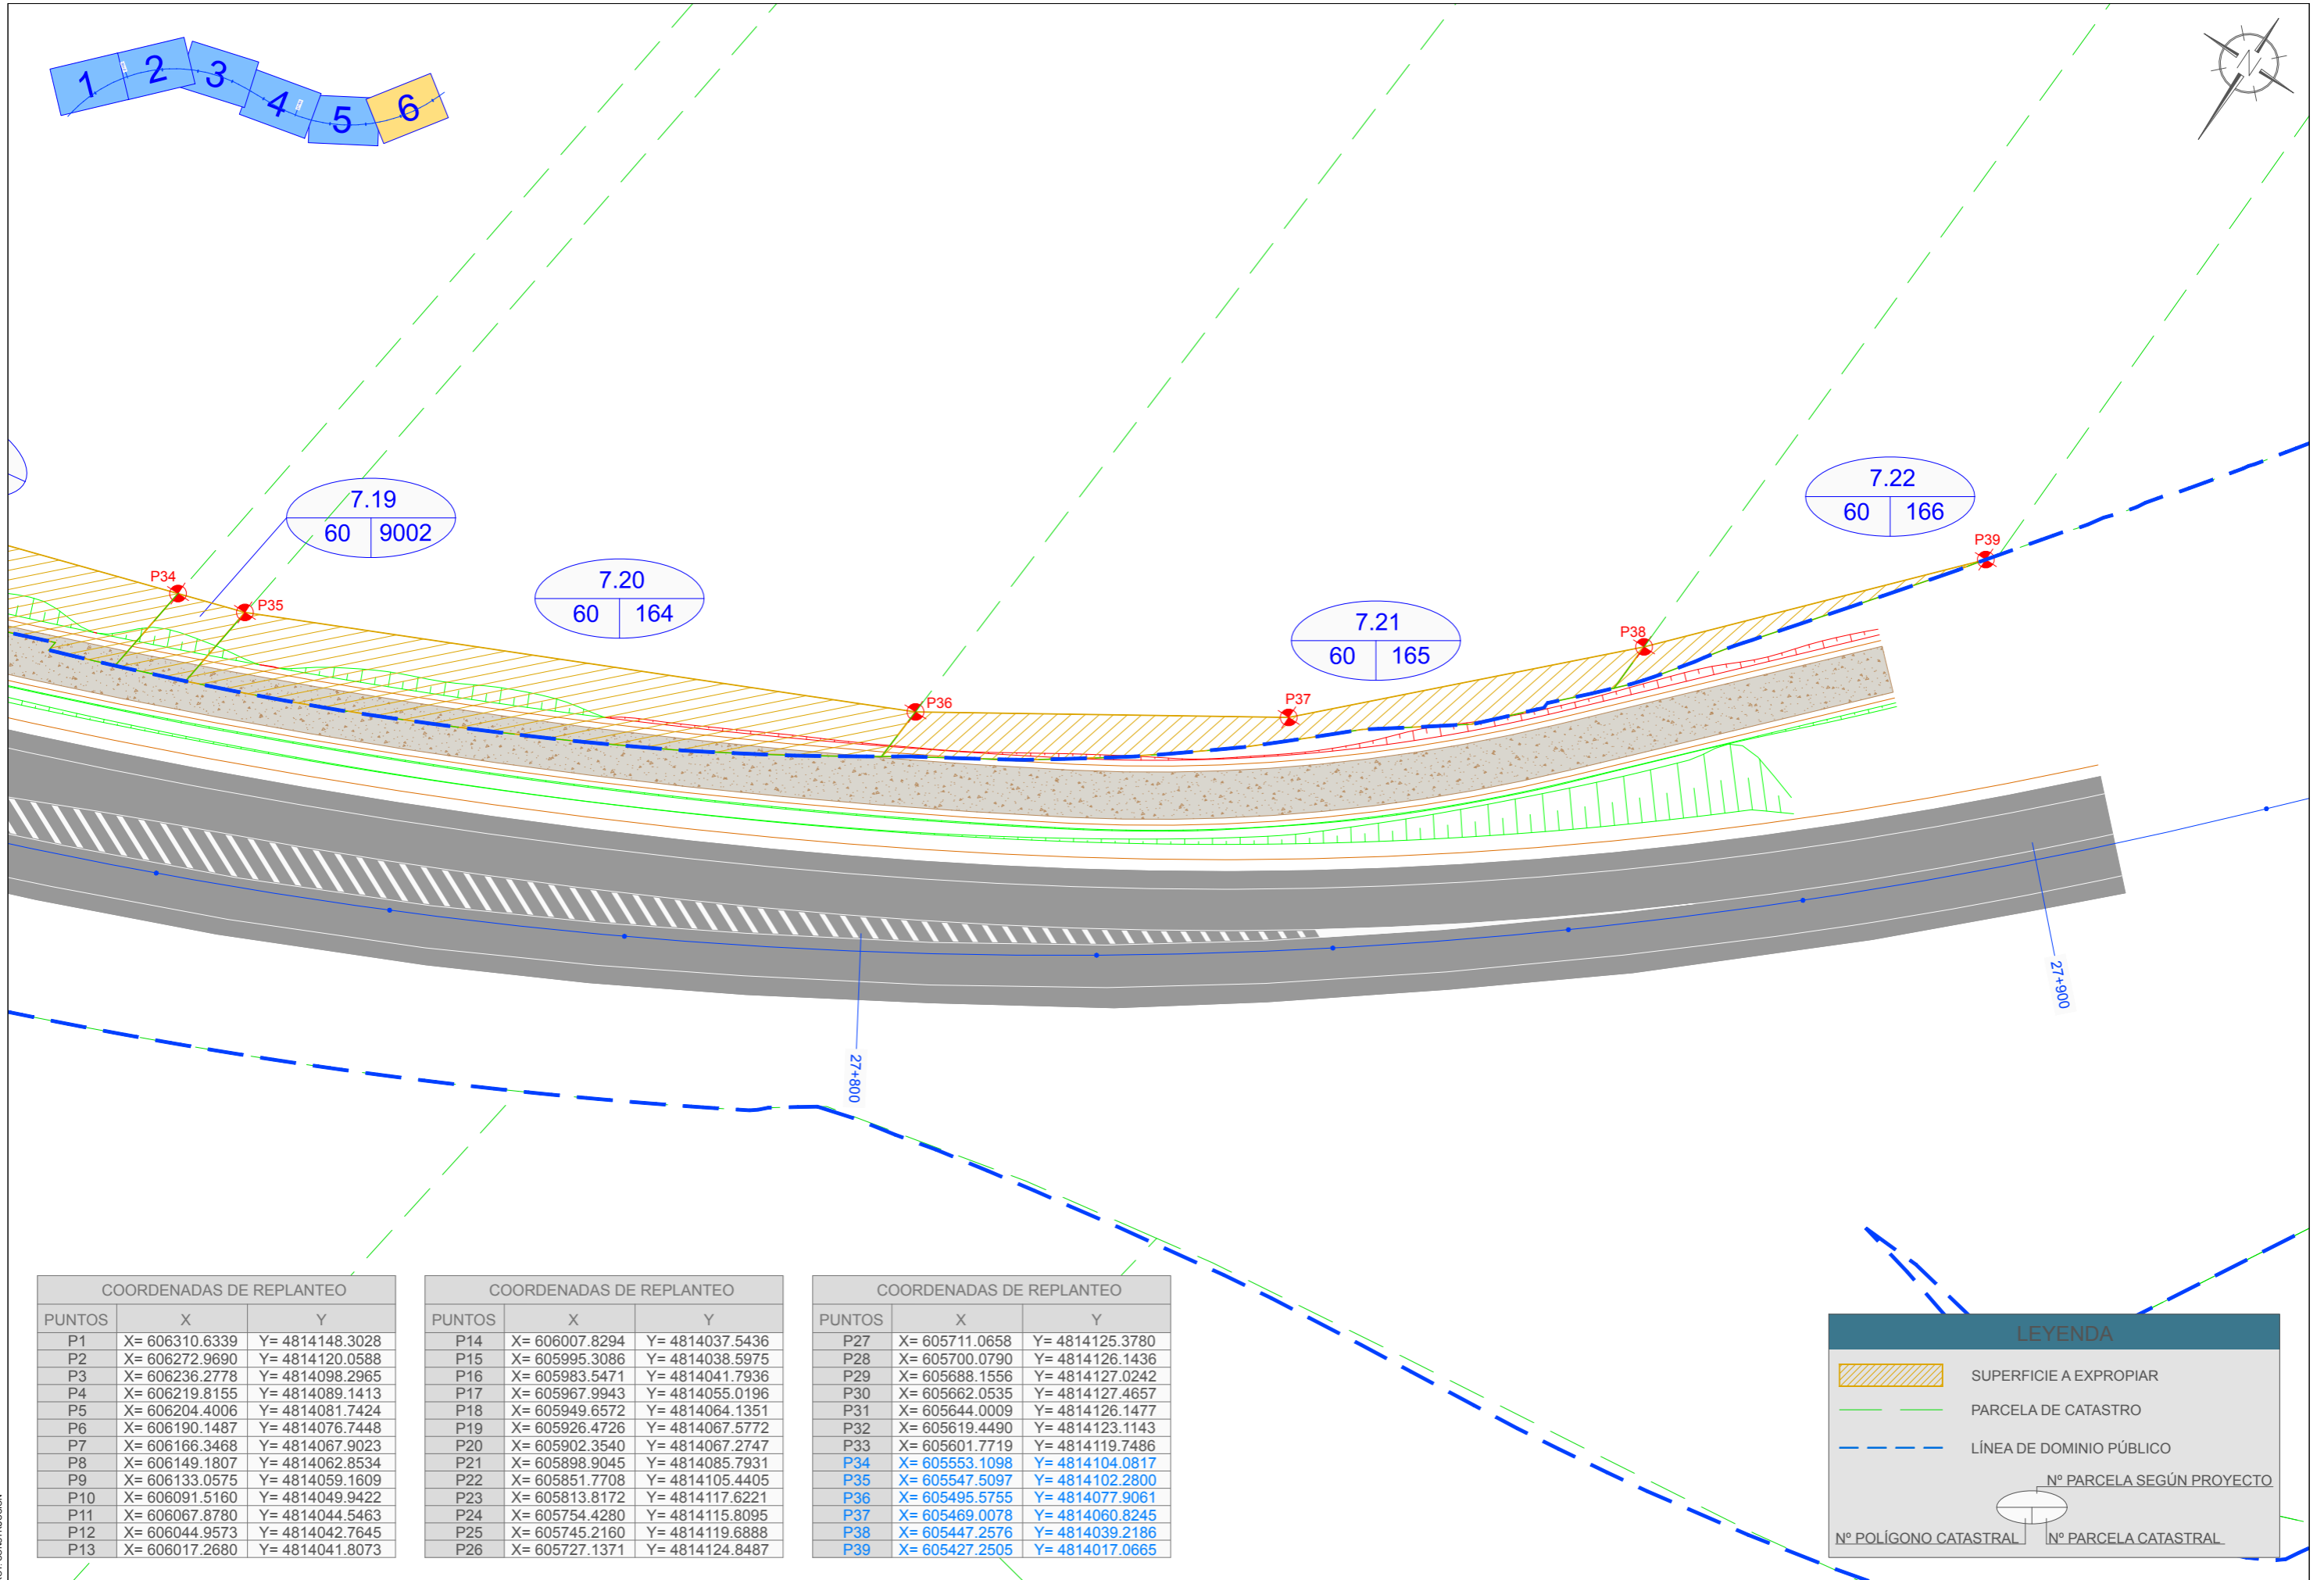 1
2
3
4
5
6
N
7.19
60 9002
7.20
60 164
7.21
60 165
7.22
60 166
P34
P35
P36
P37
P38
P39
27+800
27+900
COORDENADAS DE REPLANTEO
PUNTOS X Y
P1 X= 606310.6339 Y= 4814148.3028
P2 X= 606272.9690 Y= 4814120.0588
P3 X= 606236.2778 Y= 4814098.2965
P4 X= 606219.8155 Y= 4814089.1413
P5 X= 606204.4006 Y= 4814081.7424
P6 X= 606190.1487 Y= 4814076.7448
P7 X= 606166.3468 Y= 4814067.9023
P8 X= 606149.1807 Y= 4814062.8534
P9 X= 606133.0575 Y= 4814059.1609
P10 X= 606091.5160 Y= 4814049.9422
P11 X= 606067.8780 Y= 4814044.5463
P12 X= 606044.9573 Y= 4814042.7645
P13 X= 606017.2680 Y= 4814041.8073
COORDENADAS DE REPLANTEO
PUNTOS X Y
P14 X= 606007.8294 Y= 4814037.5436
P15 X= 605995.3086 Y= 4814038.5975
P16 X= 605983.5471 Y= 4814041.7936
P17 X= 605967.9943 Y= 4814055.0196
P18 X= 605949.6572 Y= 4814064.1351
P19 X= 605926.4726 Y= 4814067.5772
P20 X= 605902.3540 Y= 4814067.2747
P21 X= 605898.9045 Y= 4814085.7931
P22 X= 605851.7708 Y= 4814105.4405
P23 X= 605813.8172 Y= 4814117.6221
P24 X= 605754.4280 Y= 4814115.8095
P25 X= 605745.2160 Y= 4814119.6888
P26 X= 605727.1371 Y= 4814124.8487
COORDENADAS DE REPLANTEO
PUNTOS X Y
P27 X= 605711.0658 Y= 4814125.3780
P28 X= 605700.0790 Y= 4814126.1436
P29 X= 605688.1556 Y= 4814127.0242
P30 X= 605662.0535 Y= 4814127.4657
P31 X= 605644.0009 Y= 4814126.1477
P32 X= 605619.4490 Y= 4814123.1143
P33 X= 605601.7719 Y= 4814119.7486
P34 X= 605553.1098 Y= 4814104.0817
P35 X= 605547.5097 Y= 4814102.2800
P36 X= 605495.5755 Y= 4814077.9061
P37 X= 605469.0078 Y= 4814060.8245
P38 X= 605447.2576 Y= 4814039.2186
P39 X= 605427.2505 Y= 4814017.0665
LEYENDA
SUPERFICIE A EXPROPIAR
PARCELA DE CATASTRO
LÍNEA DE DOMINIO PÚBLICO
Nº PARCELA SEGÚN PROYECTO
Nº POLÍGONO CATASTRAL
Nº PARCELA CATASTRAL